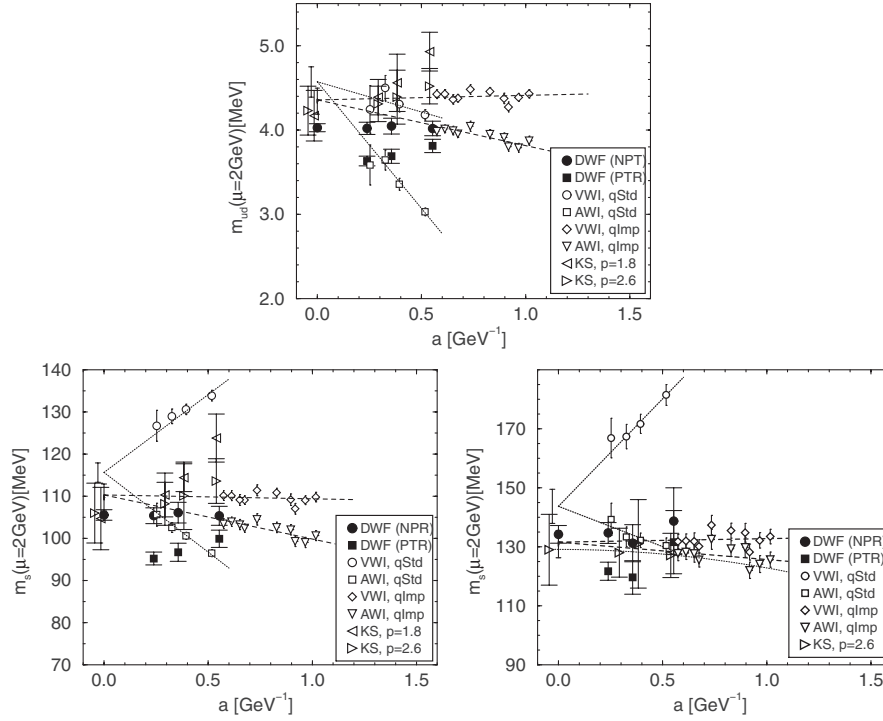 5.0
4.0
3.0
2.0
m_ud(μ=2GeV)[MeV]
DWF (NPT)
DWF (PTR)
VWI, qStd
AWI, qStd
VWI, qImp
AWI, qImp
KS, p=1.8
KS, p=2.6
0.0 0.5 1.0 1.5
a [GeV⁻¹]
140
130
120
110
100
90
80
70
m_s(μ=2GeV)[MeV]
DWF (NPR)
DWF (PTR)
VWI, qStd
AWI, qStd
VWI, qImp
AWI, qImp
KS, p=1.8
KS, p=2.6
0.0 0.5 1.0 1.5
a [GeV⁻¹]
190
170
150
130
110
90
m_s(μ=2GeV)[MeV]
DWF (NPR)
DWF (PTR)
VWI, qStd
AWI, qStd
VWI, qImp
AWI, qImp
KS, p=2.6
0.0 0.5 1.0 1.5
a [GeV⁻¹]